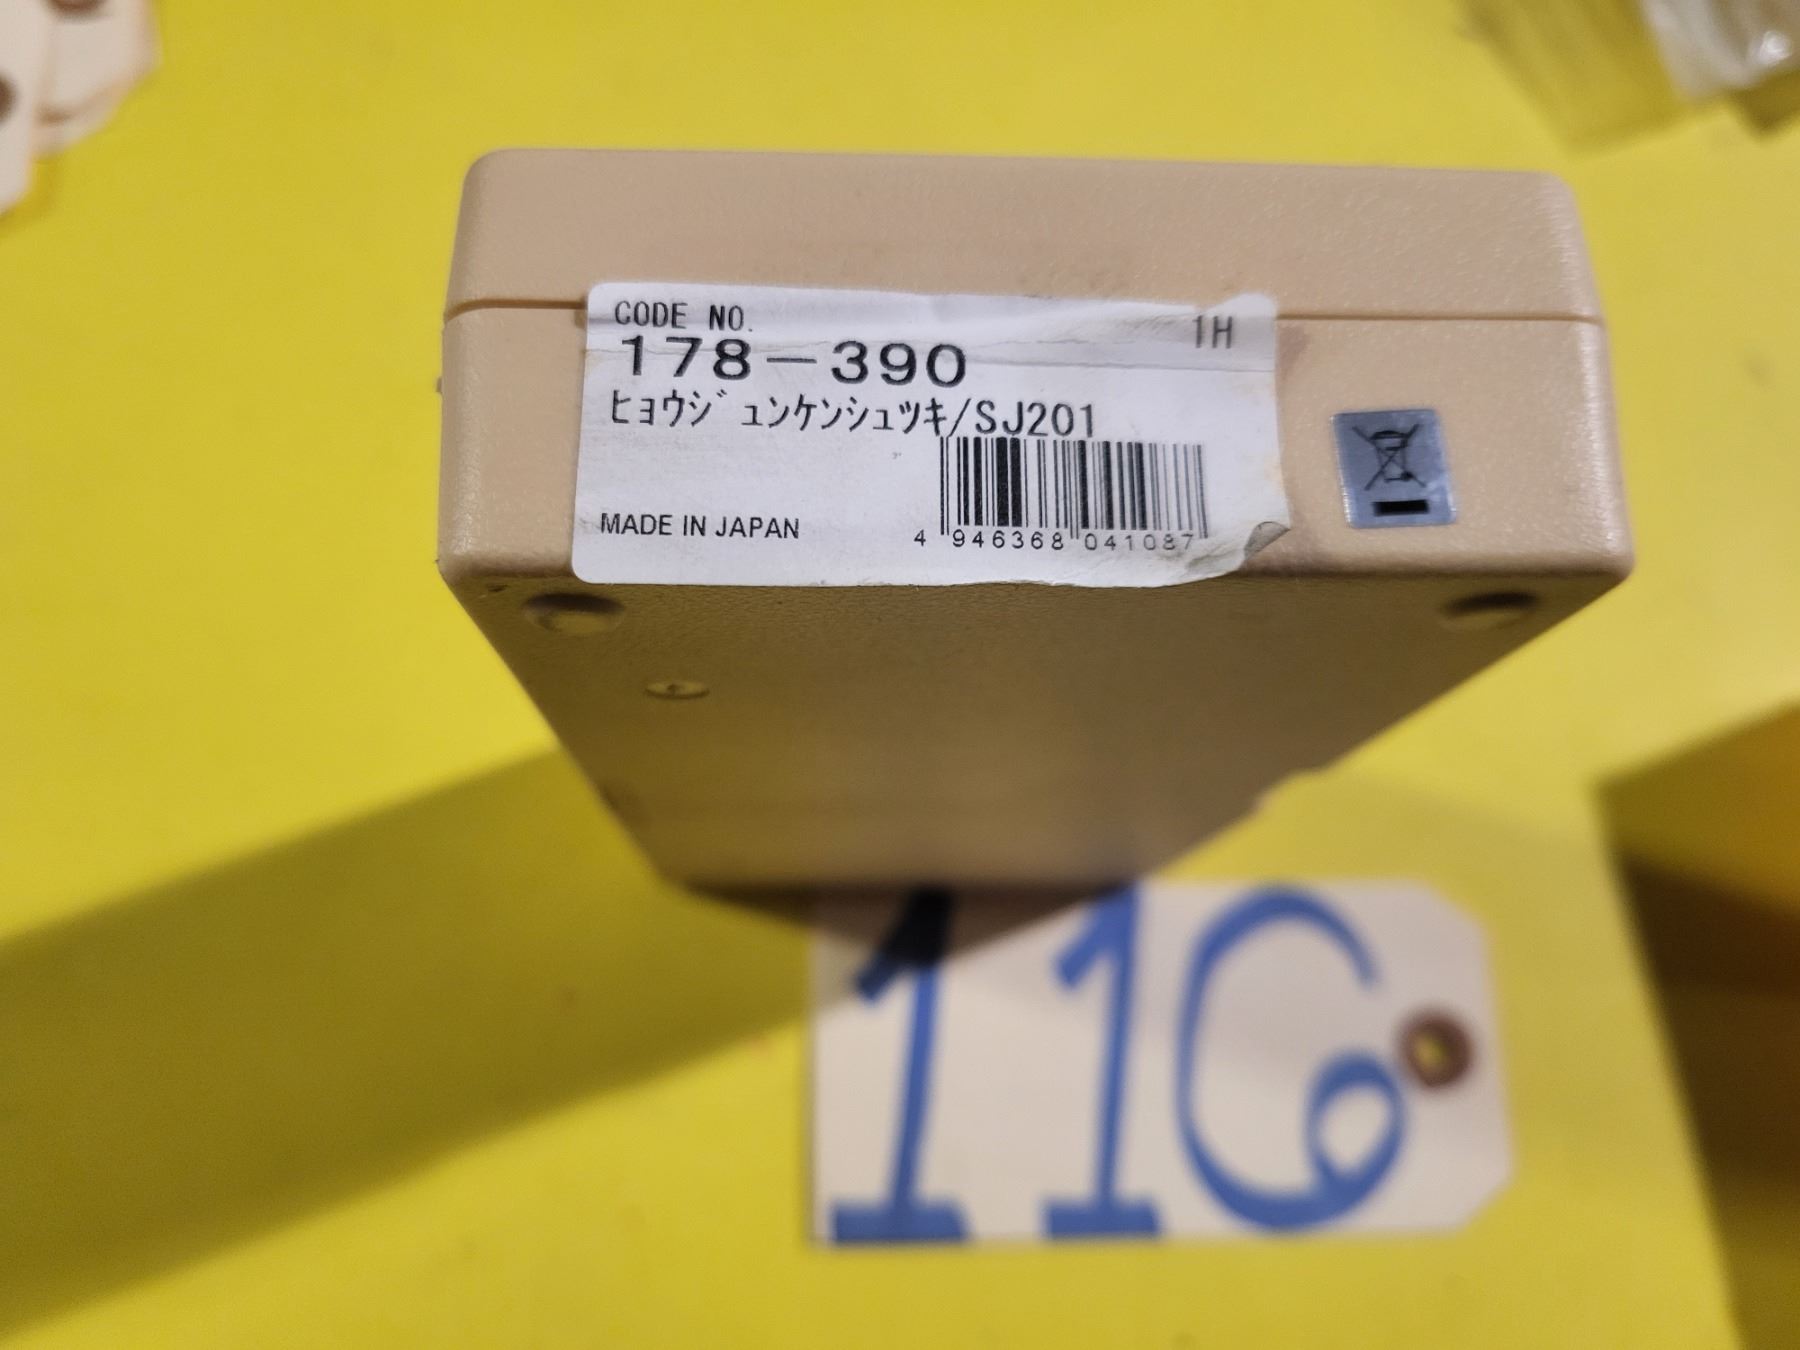 CODE NO.
1H
178-390
ﾋｮｳｼﾞｭﾝｹﾝｼｭﾂｷ/SJ201
MADE IN JAPAN
4 946368 041087
116